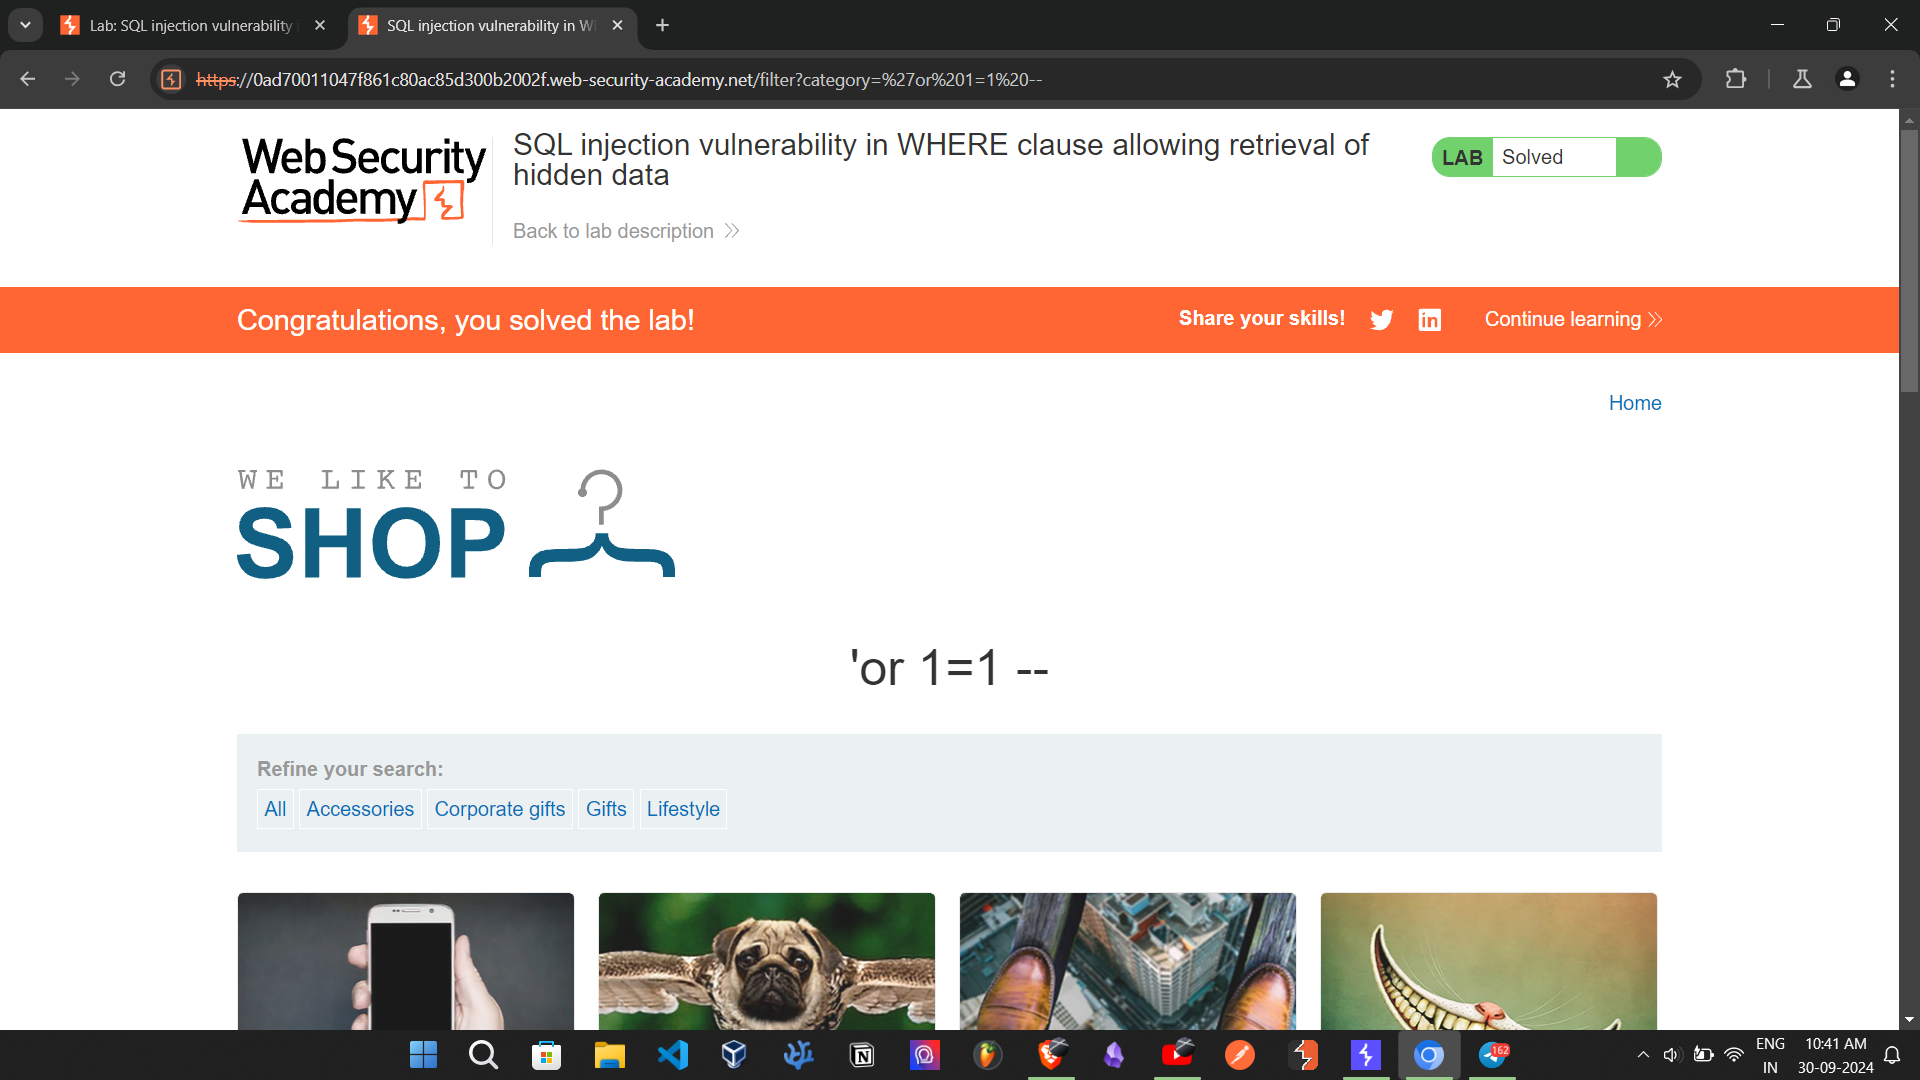 Lab: SQL injection vulnerability i
SQL injection vulnerability in W
https://0ad70011047f861c80ac85d300b2002f.web-security-academy.net/filter?category=%27or%201=1%20--
Web Security
Academy
SQL injection vulnerability in WHERE clause allowing retrieval of
hidden data
Back to lab description
LAB Solved
Congratulations, you solved the lab!
Share your skills!
Continue learning
Home
WE LIKE TO
SHOP
'or 1=1 --
Refine your search:
All Accessories Corporate gifts Gifts Lifestyle
162
ENG
IN
10:41 AM
30-09-2024